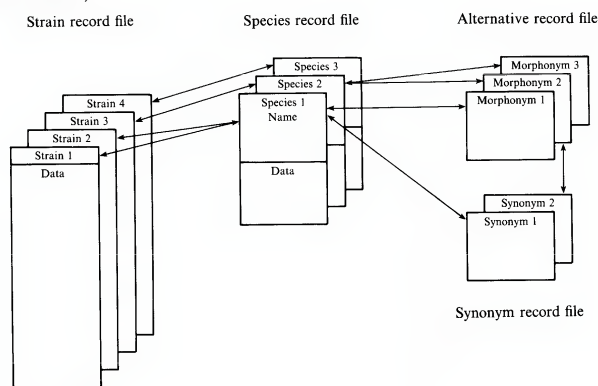 Strain record file
Species record file
Alternative record file
Strain 4
Strain 3
Strain 2
Strain 1
Data
Species 3
Species 2
Species 1
Name
Data
Morphonym 3
Morphonym 2
Morphonym 1
Synonym 2
Synonym 1
Synonym record file